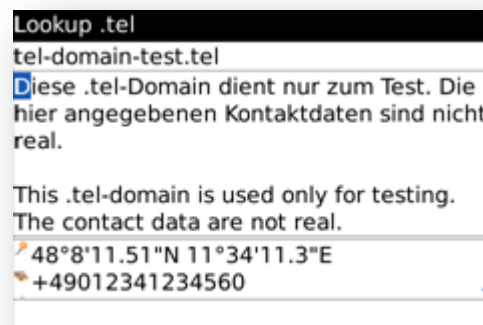 Lookup .tel
tel-domain-test.tel
Diese .tel-Domain dient nur zum Test. Die
hier angegebenen Kontaktdaten sind nicht
real.
This .tel-domain is used only for testing.
The contact data are not real.
48°8'11.51"N 11°34'11.3"E
+49012341234560